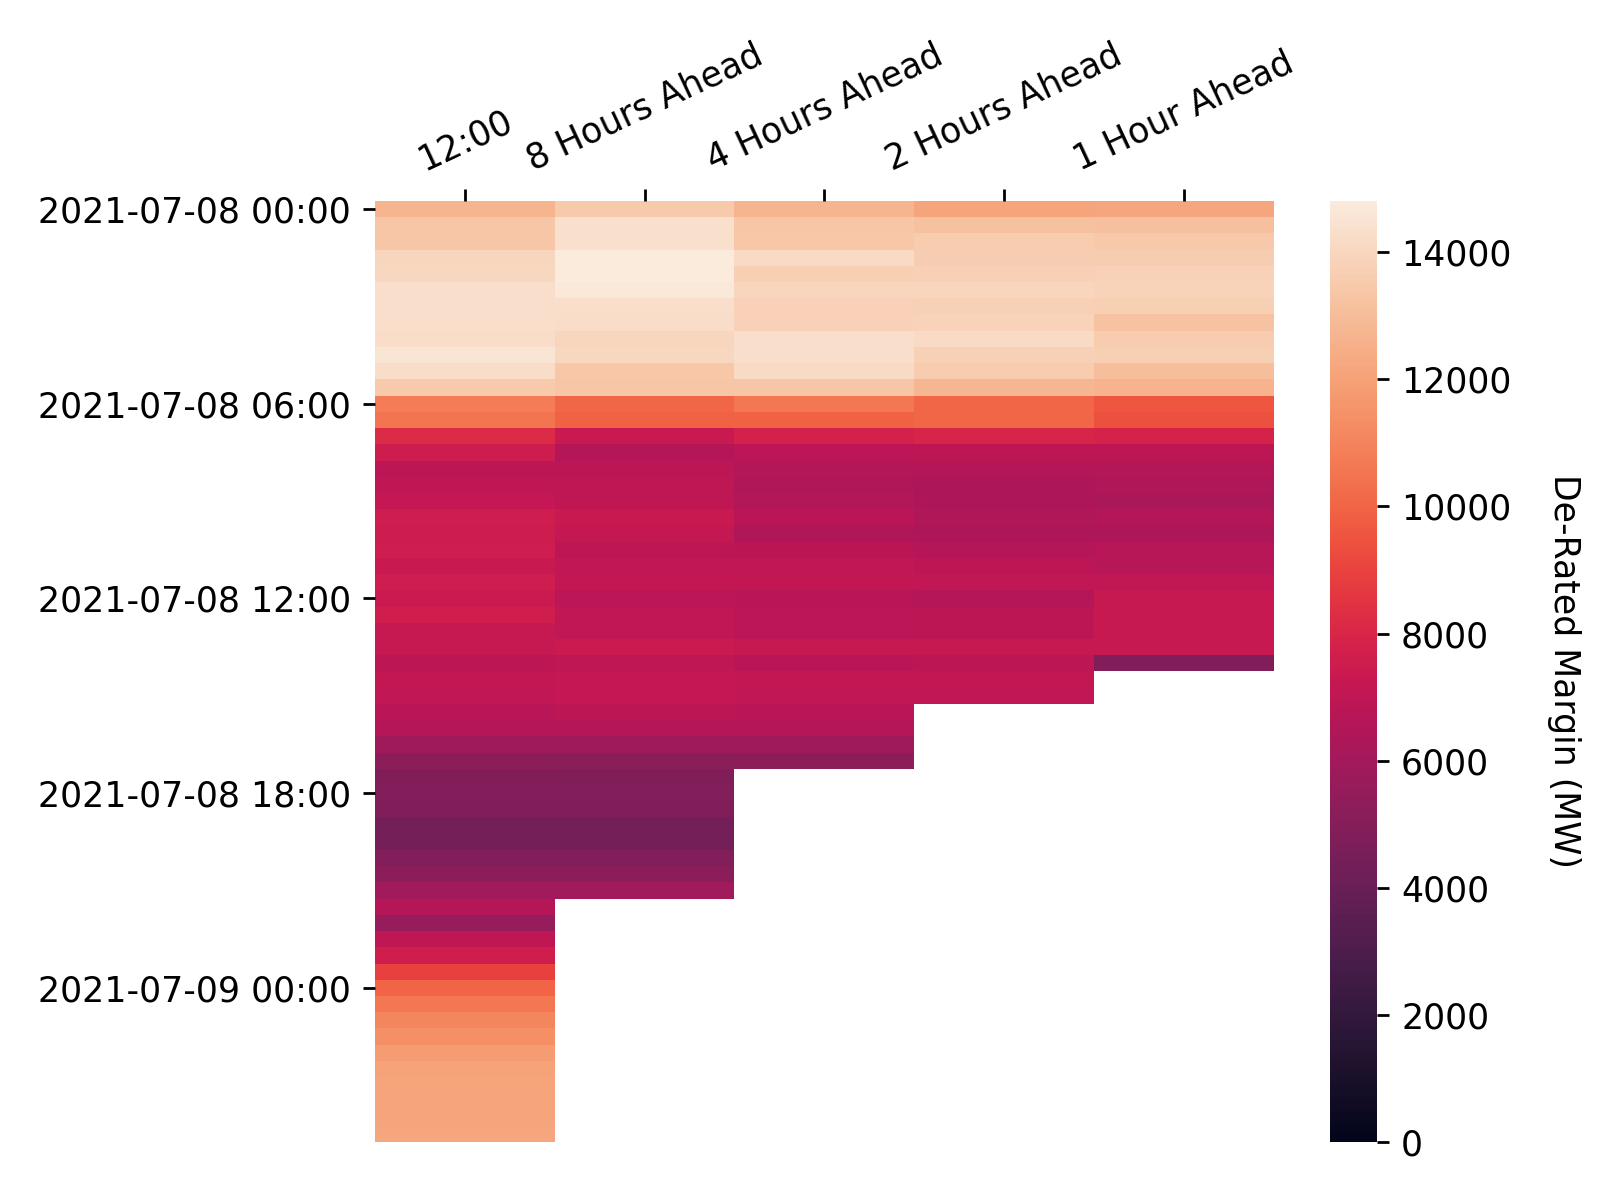 12:00
8 Hours Ahead
4 Hours Ahead
2 Hours Ahead
1 Hour Ahead
2021-07-08 00:00
2021-07-08 06:00
2021-07-08 12:00
2021-07-08 18:00
2021-07-09 00:00
14000
12000
10000
8000
6000
4000
2000
0
De-Rated Margin (MW)